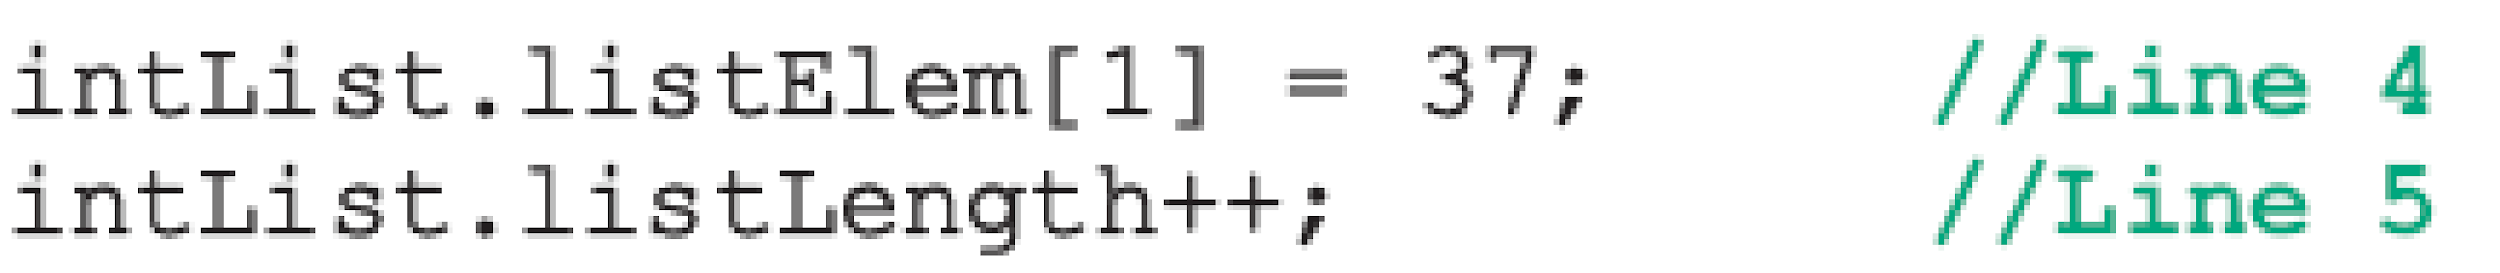 intList.listElem[1] = 37;          //Line 4
intList.listLength++;              //Line 5